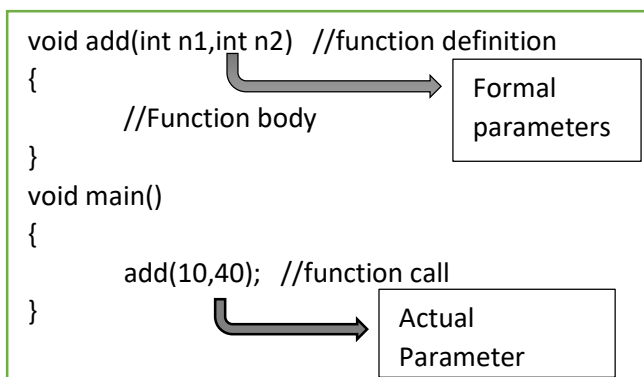 void add(int n1,int n2)   //function definition
{
Formal
parameters
//Function body
}
void main()
{
add(10,40);   //function call
}
Actual
Parameter